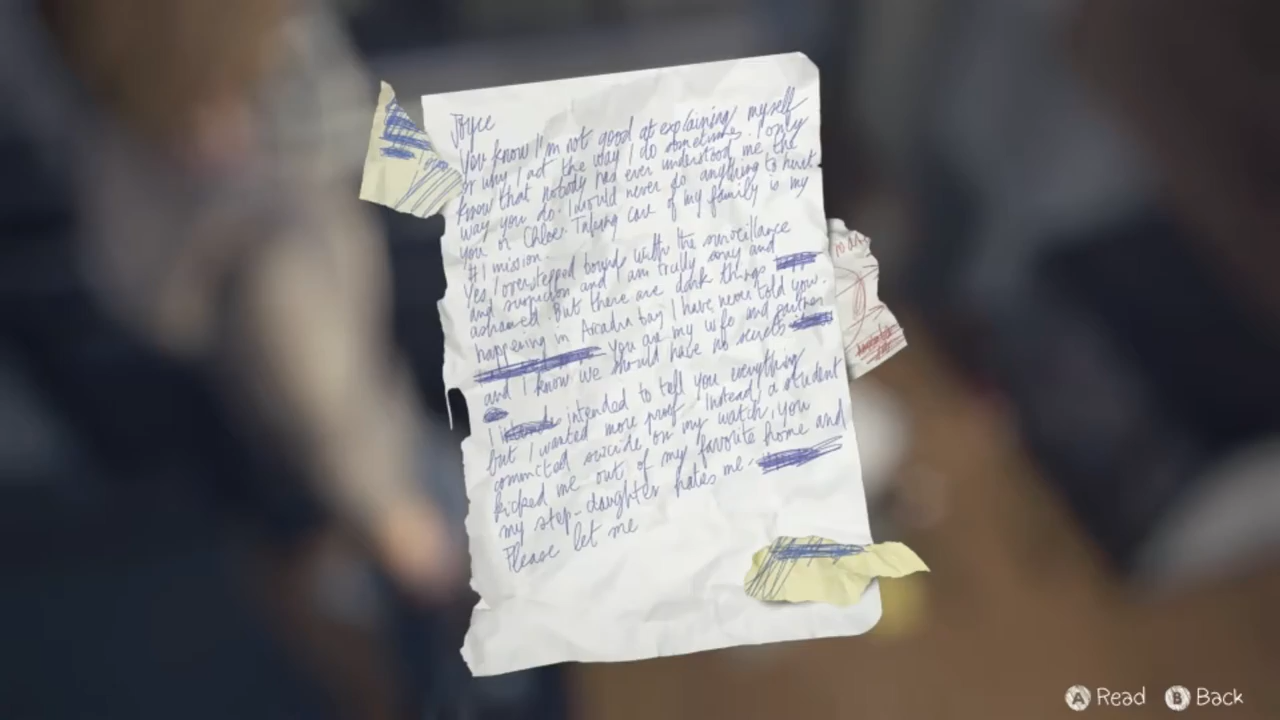 Joyce
You know I'm not good at explaining myself
or why I act the way I do sometimes. I only
know that nobody had ever understood me the
way you do. I would never do anything to hurt
you or Chloe. Taking care of my family is my
#1 mission.
Yes, I overstepped bounds with the surveillance
and suspicion and I am truly sorry and
ashamed. But there are dark things
happening in Arcadia bay I have never told you.
You are my wife and partner
and I know we should have no secrets
I intended to tell you everything
but I wanted more proof. Instead, a student
committed suicide on my watch, you
kicked me out of my favorite home and
my step-daughter hates me.
Please let me
A Read B Back